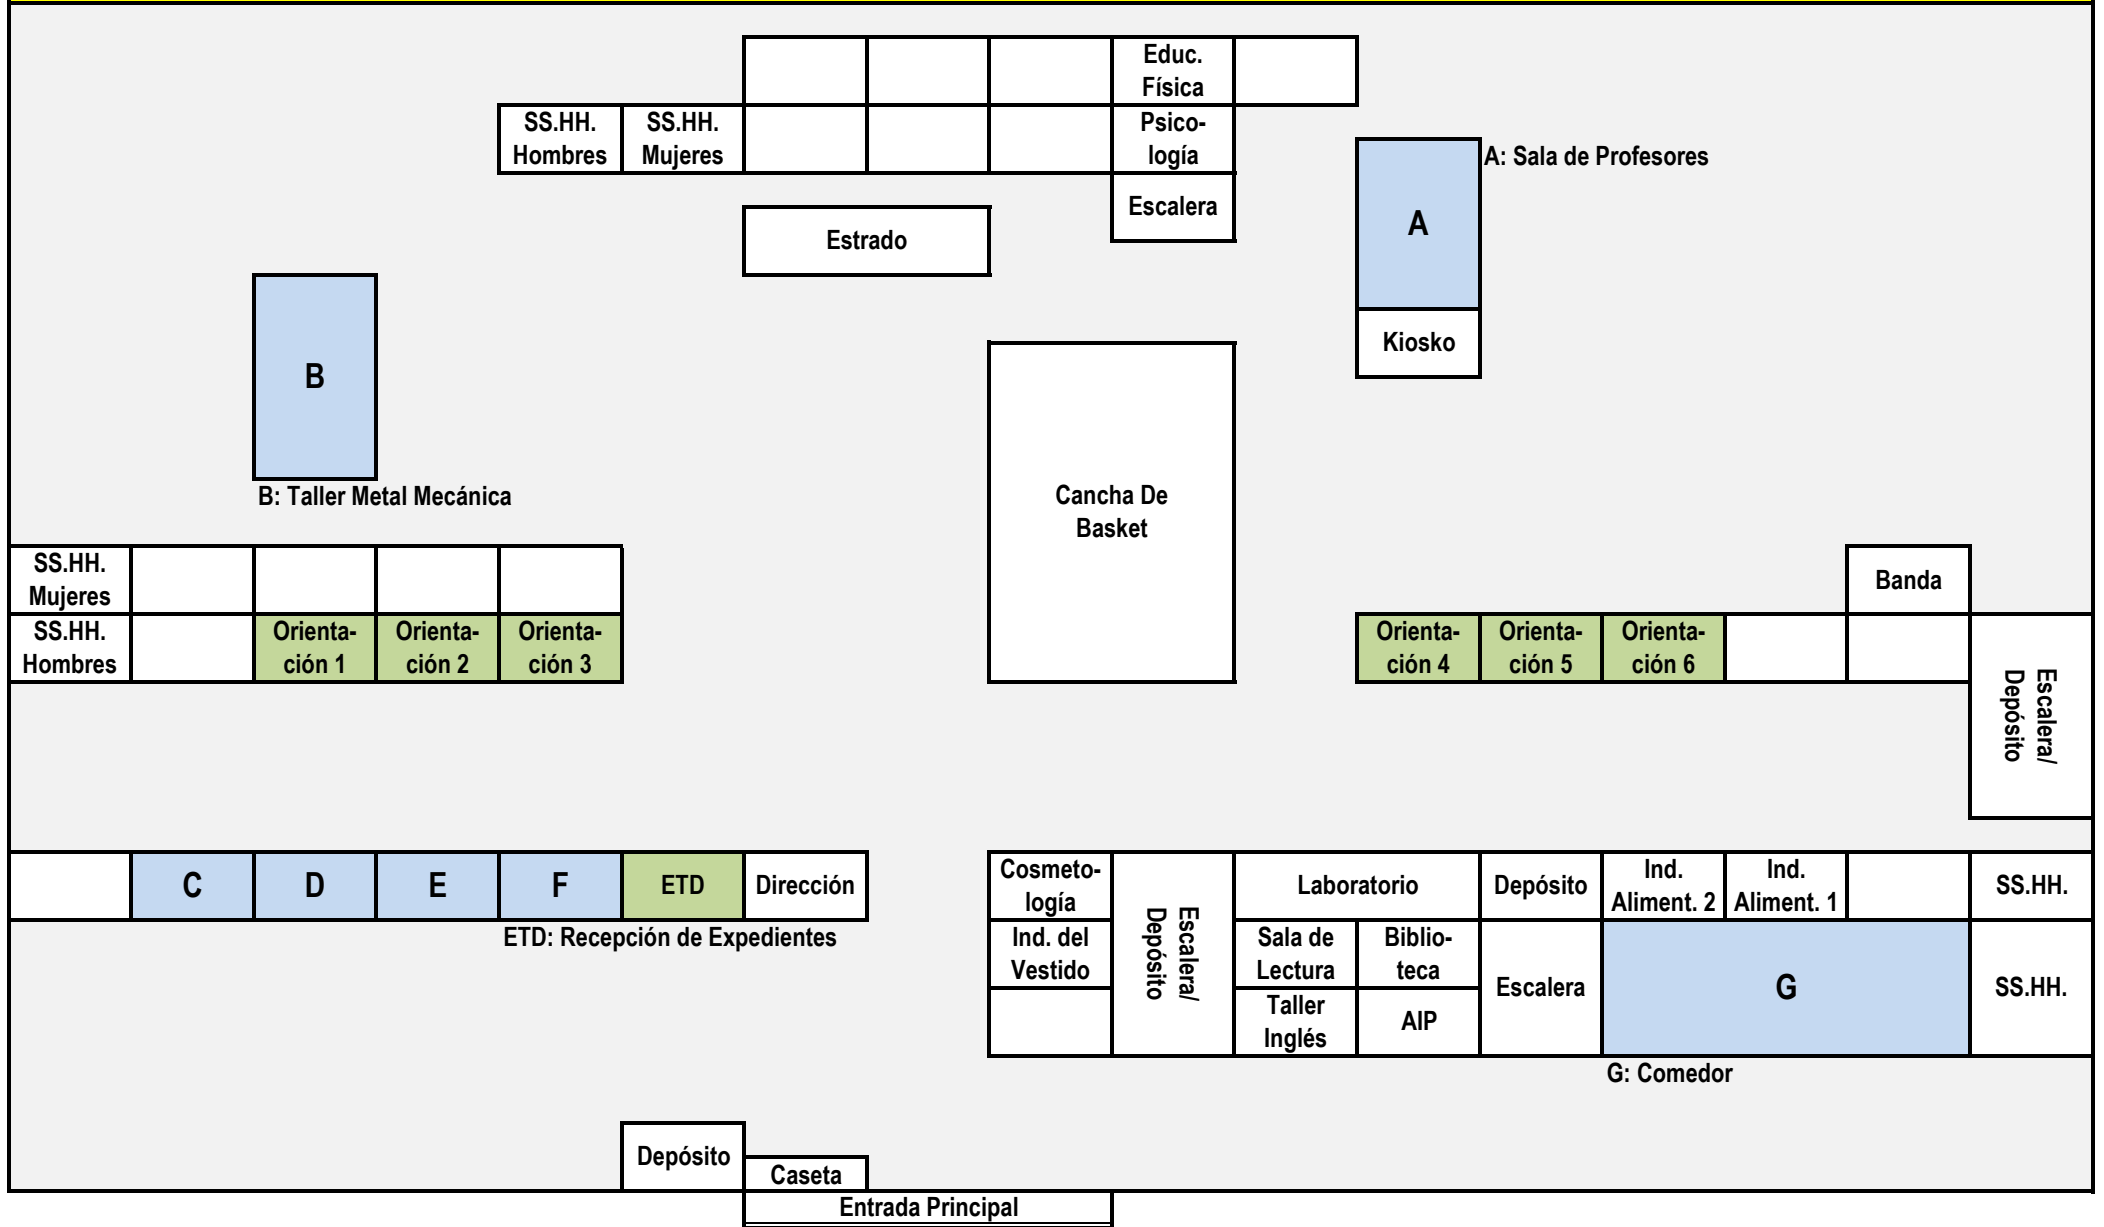 Educ.
Física
SS.HH.
Hombres
SS.HH.
Mujeres
Psico-
logía
A: Sala de Profesores
Escalera
A
Estrado
Kiosko
B
B: Taller Metal Mecánica
Cancha De
Basket
SS.HH.
Mujeres
Banda
SS.HH.
Hombres
Orienta-
ción 1
Orienta-
ción 2
Orienta-
ción 3
Orienta-
ción 4
Orienta-
ción 5
Orienta-
ción 6
Escalera/
Depósito
C
D
E
F
ETD
Dirección
ETD: Recepción de Expedientes
Cosmeto-
logía
Escalera/
Depósito
Laboratorio
Depósito
Ind.
Aliment. 2
Ind.
Aliment. 1
SS.HH.
Ind. del
Vestido
Sala de
Lectura
Biblio-
teca
Escalera
G
SS.HH.
Taller
Inglés
AIP
G: Comedor
Depósito
Caseta
Entrada Principal